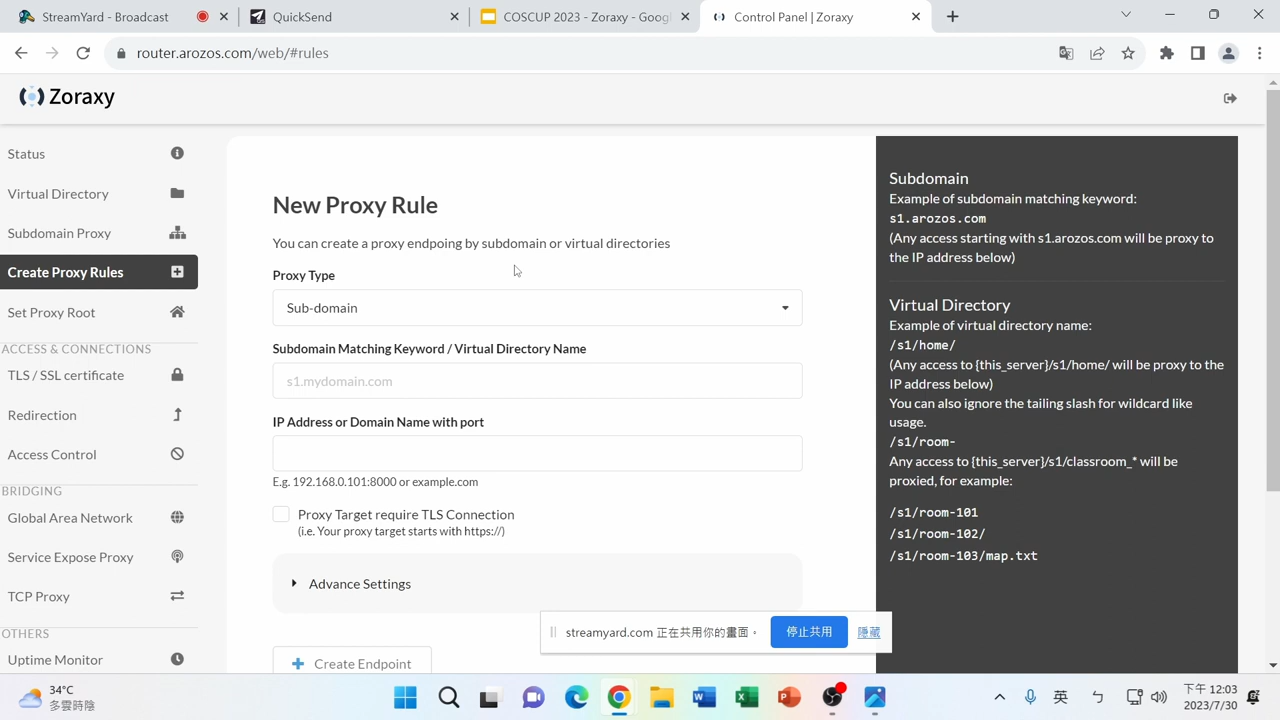 StreamYard - Broadcast
QuickSend
COSCUP 2023 - Zoraxy - Goog
Control Panel | Zoraxy
router.arozos.com/web/#rules
Zoraxy
Status
Virtual Directory
Subdomain Proxy
Create Proxy Rules
Set Proxy Root
ACCESS & CONNECTIONS
TLS / SSL certificate
Redirection
Access Control
BRIDGING
Global Area Network
Service Expose Proxy
TCP Proxy
OTHERS
Uptime Monitor
New Proxy Rule
You can create a proxy endpoing by subdomain or virtual directories
Proxy Type
Sub-domain
Subdomain Matching Keyword / Virtual Directory Name
s1.mydomain.com
IP Address or Domain Name with port
E.g. 192.168.0.101:8000 or example.com
Proxy Target require TLS Connection
(i.e. Your proxy target starts with https://)
Advance Settings
Create Endpoint
Subdomain
Example of subdomain matching keyword:
s1.arozos.com
(Any access starting with s1.arozos.com will be proxy to
the IP address below)
Virtual Directory
Example of virtual directory name:
/s1/home/
(Any access to {this_server}/s1/home/ will be proxy to the
IP address below)
You can also ignore the tailing slash for wildcard like
usage.
/s1/room-
Any access to {this_server}/s1/classroom_* will be
proxied, for example:
/s1/room-101
/s1/room-102/
/s1/room-103/map.txt
streamyard.com 正在共用你的畫面。
停止共用
隱藏
34°C
多雲時陰
英
ㄅ
下午 12:03
2023/7/30